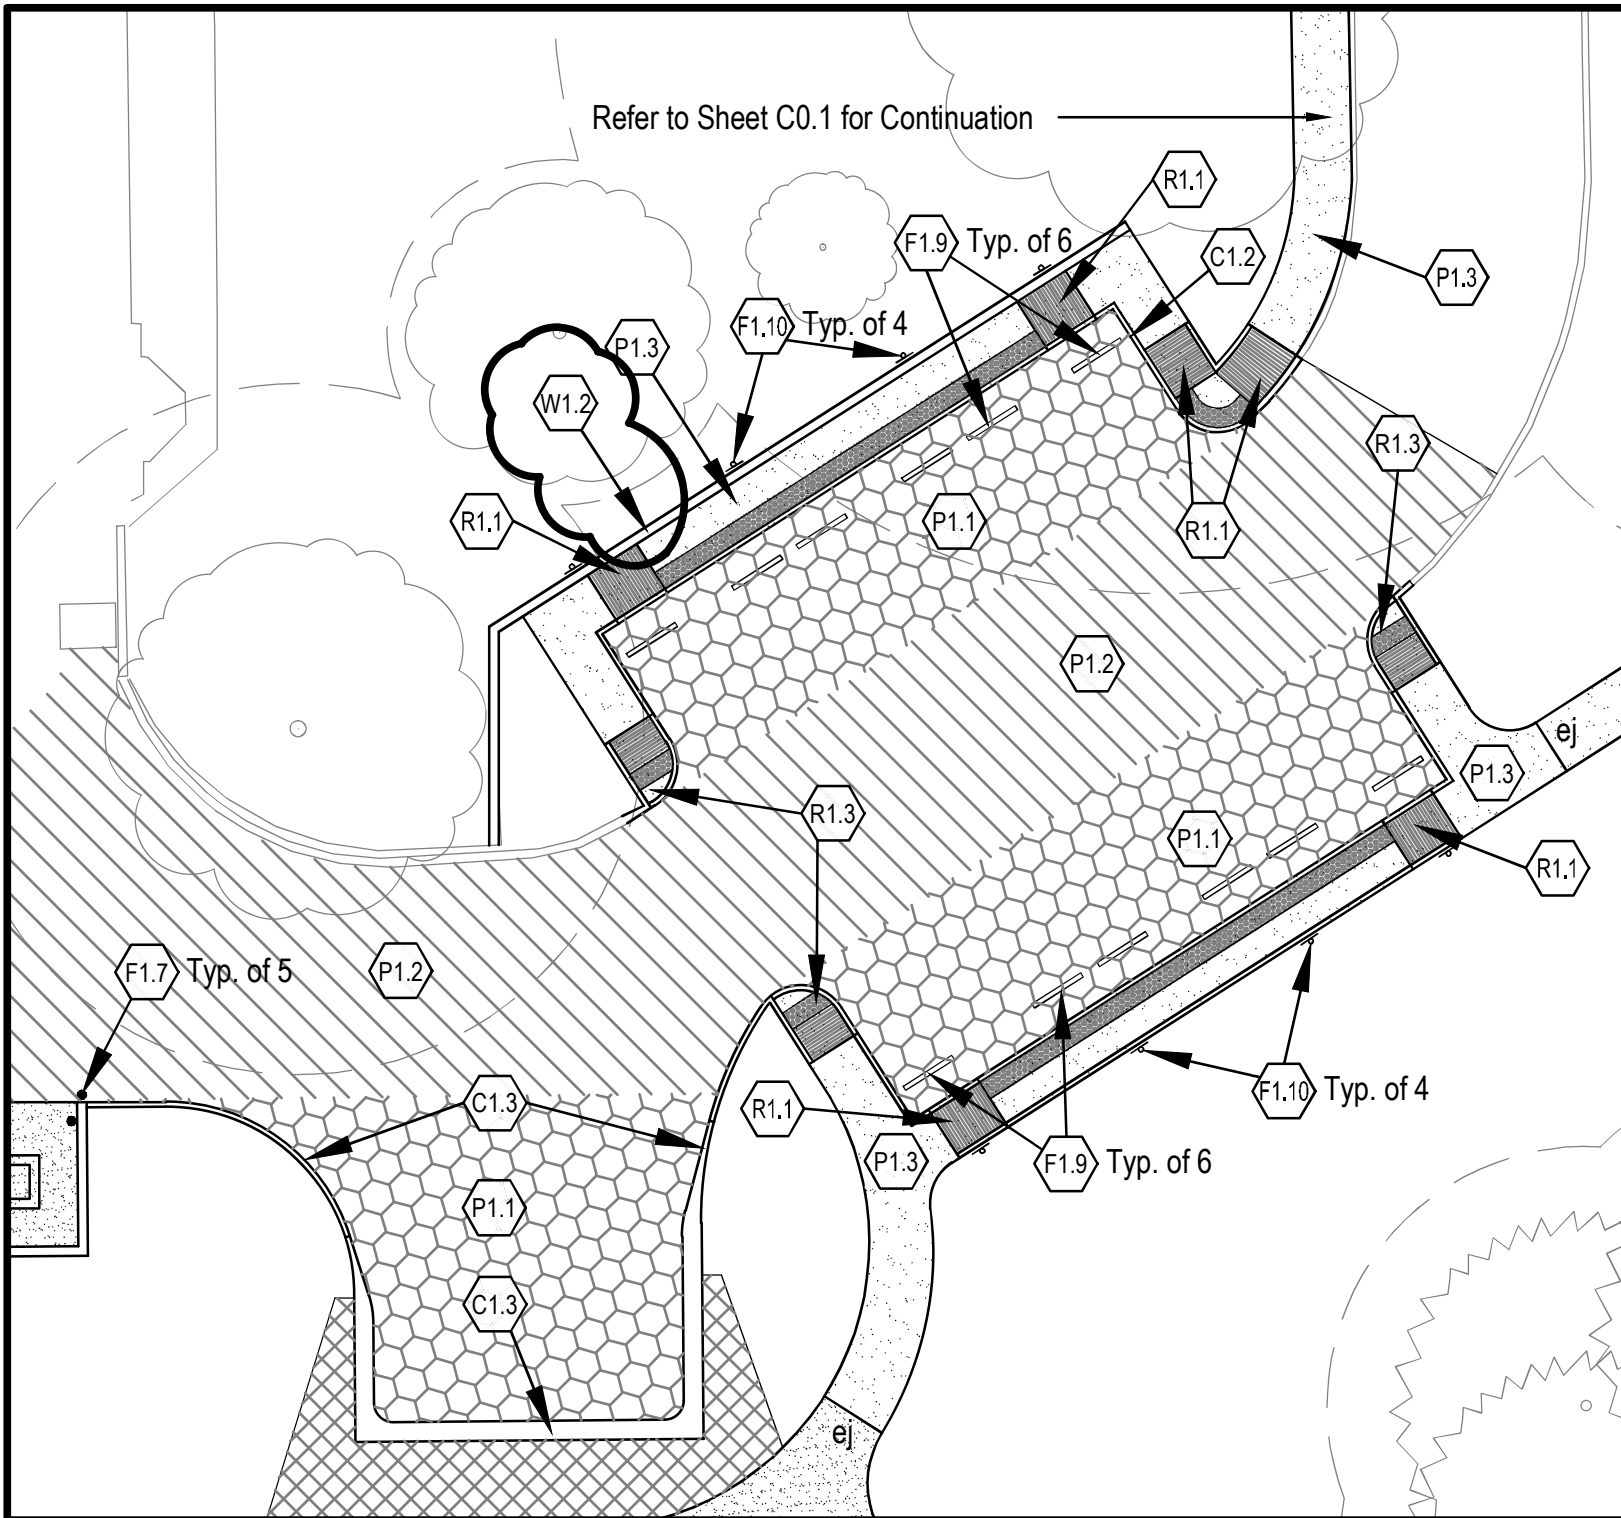 Refer to Sheet C0.1 for Continuation
R1.1
F1.9 Typ. of 6
C1.2
P1.3
F1.10 Typ. of 4
P1.3
W1.2
R1.3
R1.1
P1.1
R1.1
P1.2
ej
P1.3
R1.3
P1.1
R1.1
F1.7 Typ. of 5
P1.2
C1.3
R1.1
F1.10 Typ. of 4
P1.3
F1.9 Typ. of 6
P1.1
C1.3
ej